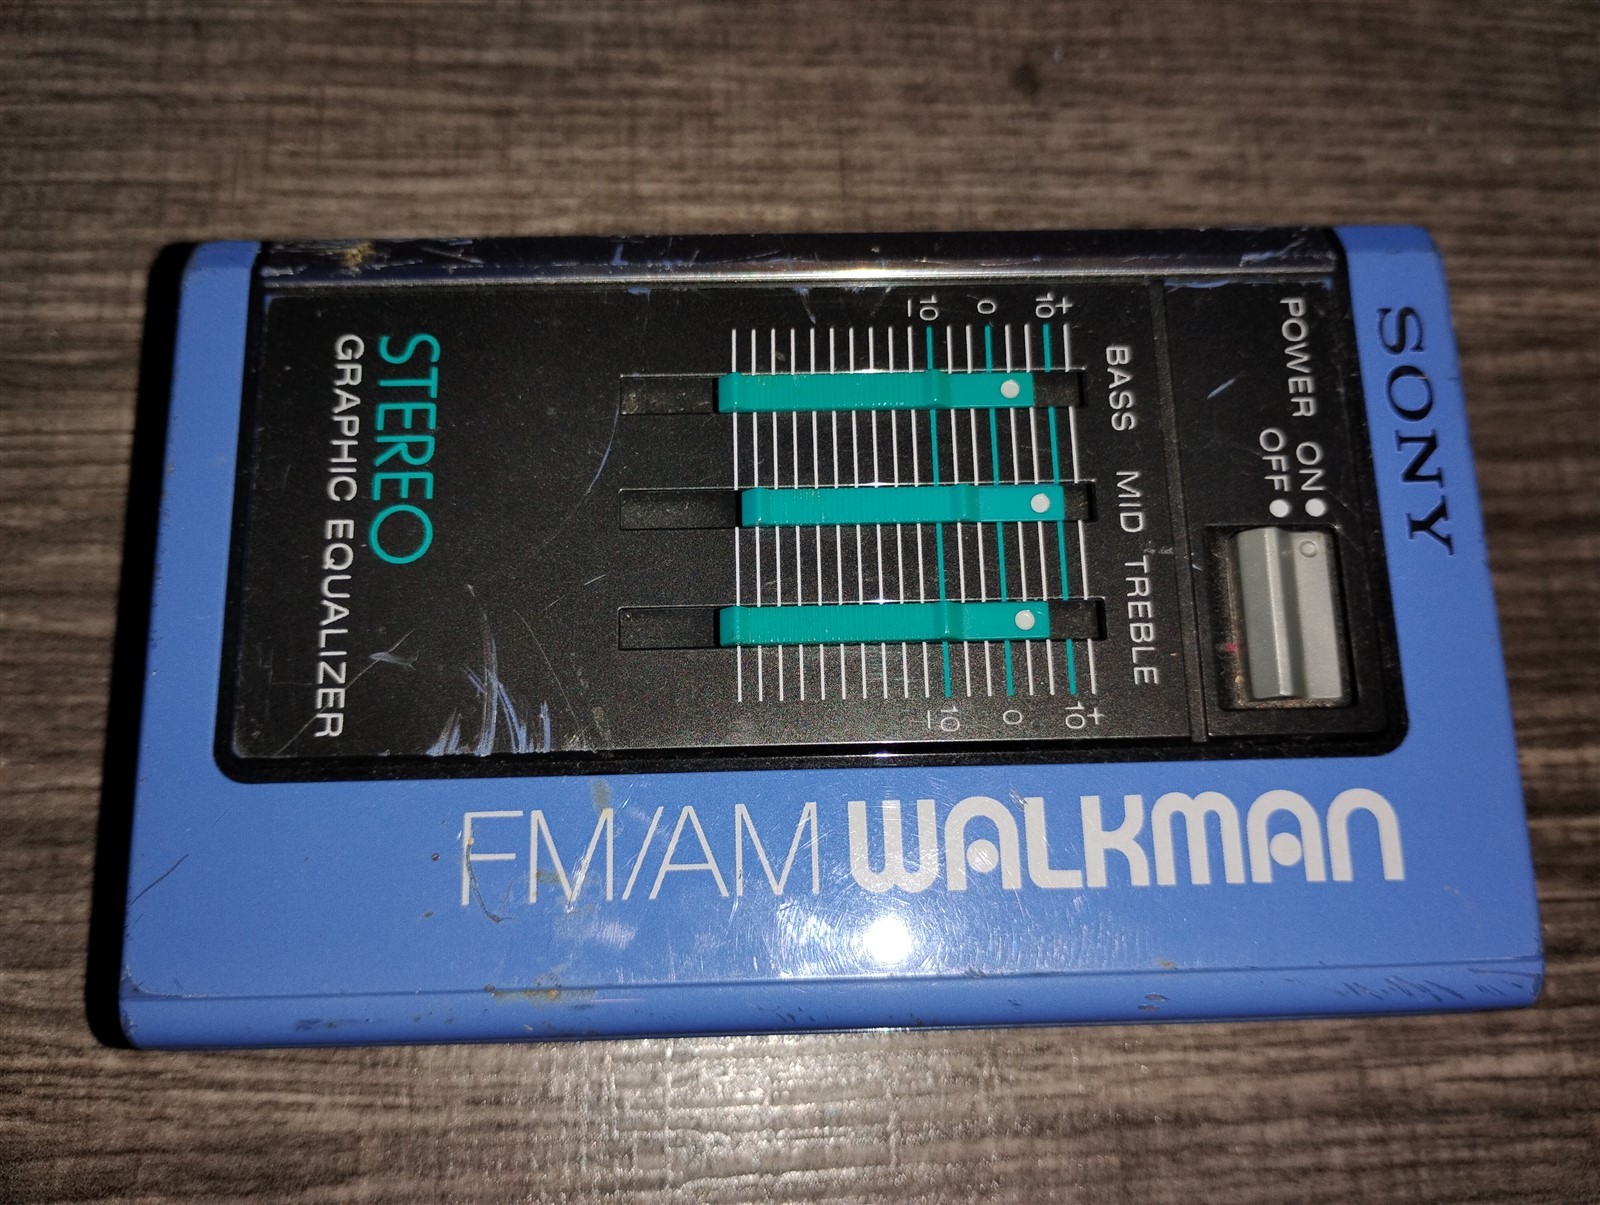 SONY
POWER ON
OFF
+
10
0
10
–
BASS MID TREBLE
+
10
0
10
–
STEREO
GRAPHIC EQUALIZER
FM/AM WALKMAN